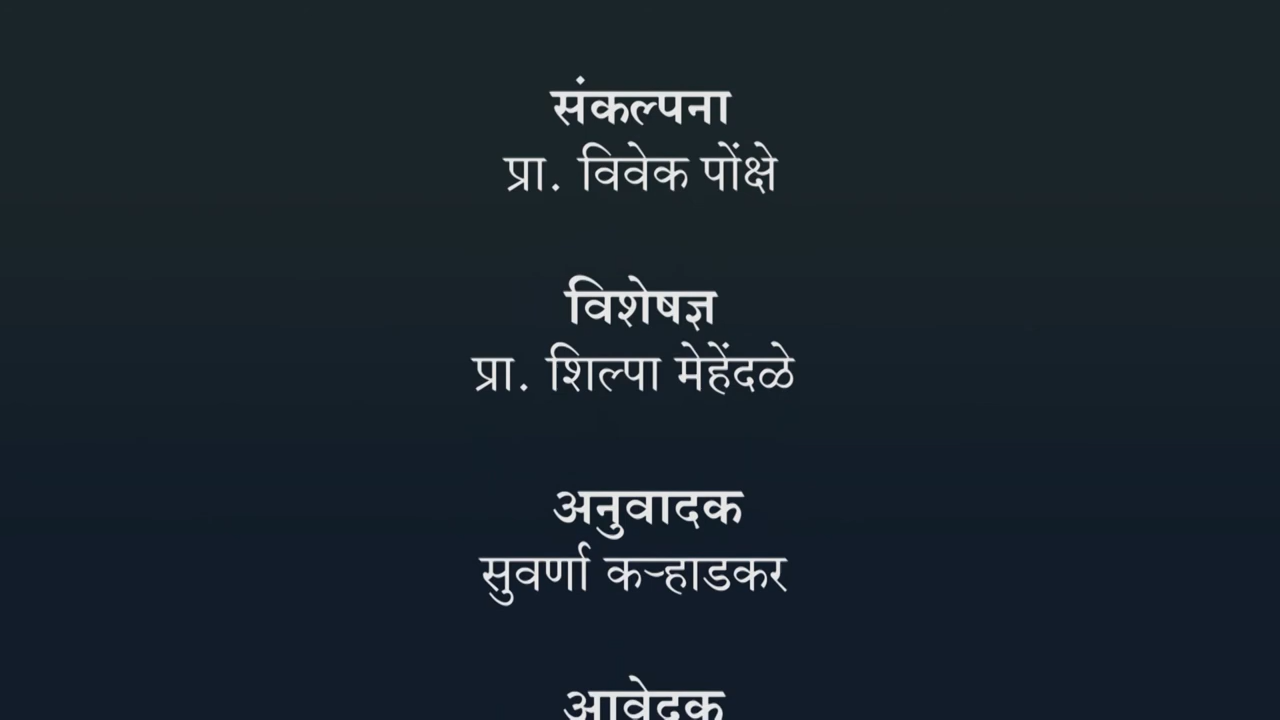 संकल्पना
प्रा. विवेक पोंक्षे
विशेषज्ञ
प्रा. शिल्पा मेहेंदळे
अनुवादक
सुवर्णा कऱ्हाडकर
आवेदक